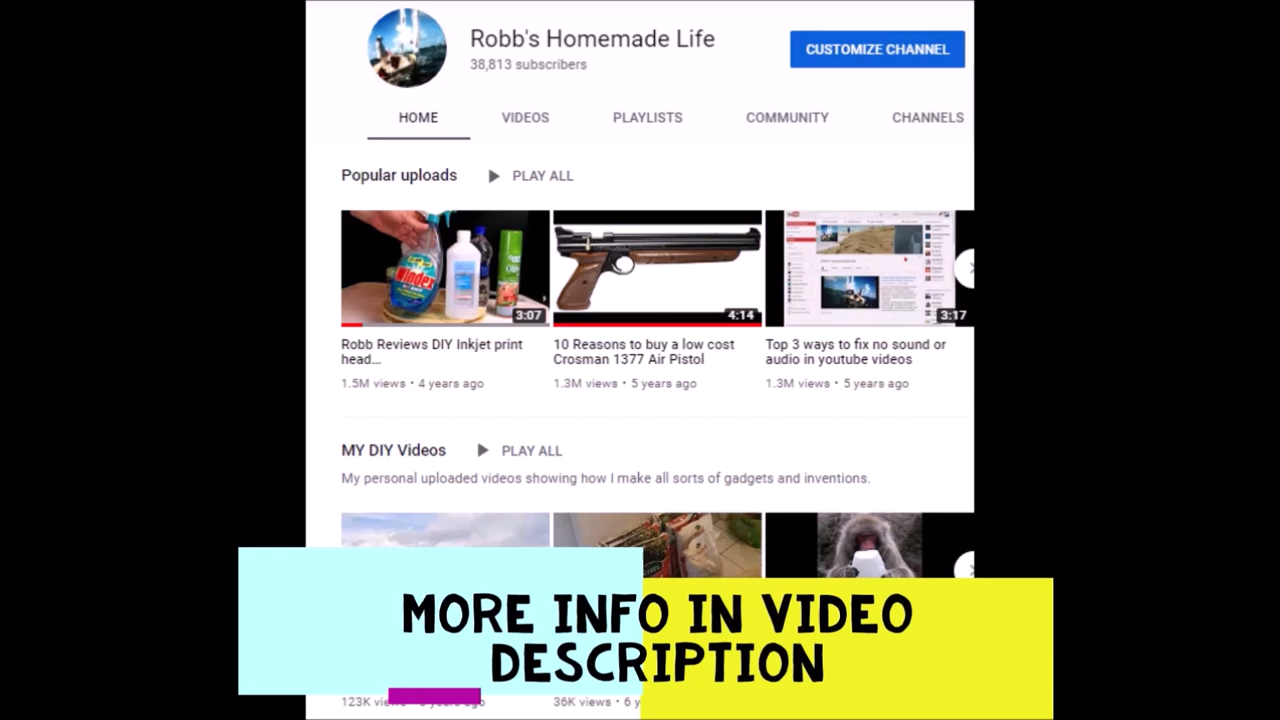 Robb's Homemade Life
38,813 subscribers
CUSTOMIZE CHANNEL
HOME
VIDEOS
PLAYLISTS
COMMUNITY
CHANNELS
Popular uploads
PLAY ALL
Windex
3:07
4:14
3:17
Robb Reviews DIY Inkjet print
head...
1.5M views • 4 years ago
10 Reasons to buy a low cost
Crosman 1377 Air Pistol
1.3M views • 5 years ago
Top 3 ways to fix no sound or
audio in youtube videos
1.3M views • 5 years ago
MY DIY Videos
PLAY ALL
My personal uploaded videos showing how I make all sorts of gadgets and inventions.
MORE INFO IN VIDEO
DESCRIPTION
123K
36K